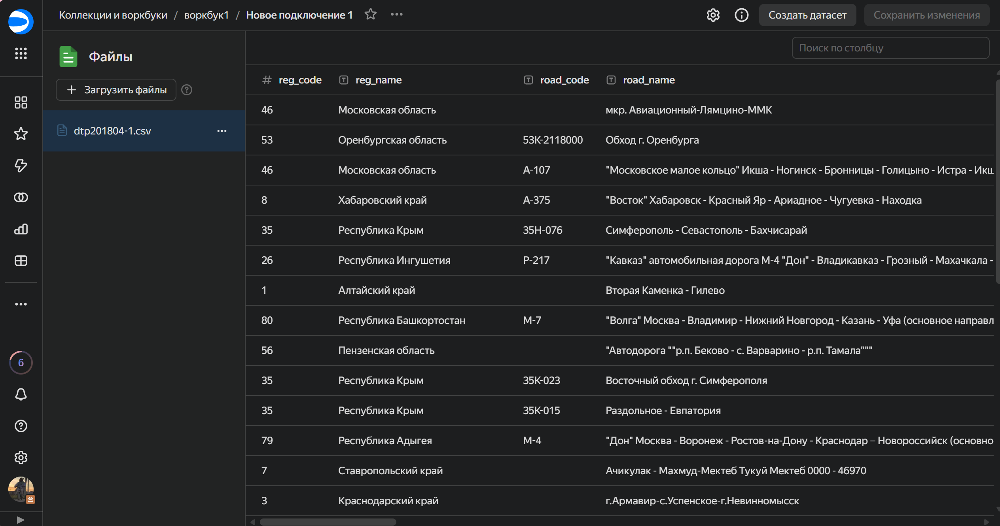 Коллекции и воркбуки / воркбук1 / Новое подключение 1
Создать датасет
Сохранить изменения
Файлы
Загрузить файлы
dtp201804-1.csv
Поиск по столбцу
# reg_code T reg_name T road_code T road_name
46 Московская область мкр. Авиационный-Лямцино-ММК
53 Оренбургская область 53К-2118000 Обход г. Оренбурга
46 Московская область А-107 "Московское малое кольцо" Икша - Ногинск - Бронницы - Голицыно - Истра - Икш
8 Хабаровский край А-375 "Восток" Хабаровск - Красный Яр - Ариадное - Чугуевка - Находка
35 Республика Крым 35Н-076 Симферополь - Севастополь - Бахчисарай
26 Республика Ингушетия Р-217 "Кавказ" автомобильная дорога М-4 "Дон" - Владикавказ - Грозный - Махачкала -
1 Алтайский край Вторая Каменка - Гилево
80 Республика Башкортостан М-7 "Волга" Москва - Владимир - Нижний Новгород - Казань - Уфа (основное направл
56 Пензенская область "Автодорога ""р.п. Беково - с. Варварино - р.п. Тамала"""
35 Республика Крым 35К-023 Восточный обход г. Симферополя
35 Республика Крым 35К-015 Раздольное - Евпатория
79 Республика Адыгея М-4 "Дон" Москва - Воронеж - Ростов-на-Дону - Краснодар – Новороссийск (основно
7 Ставропольский край Ачикулак - Махмуд-Мектеб Тукуй Мектеб 0000 - 46970
3 Краснодарский край г.Армавир-с.Успенское-г.Невинномысск
6